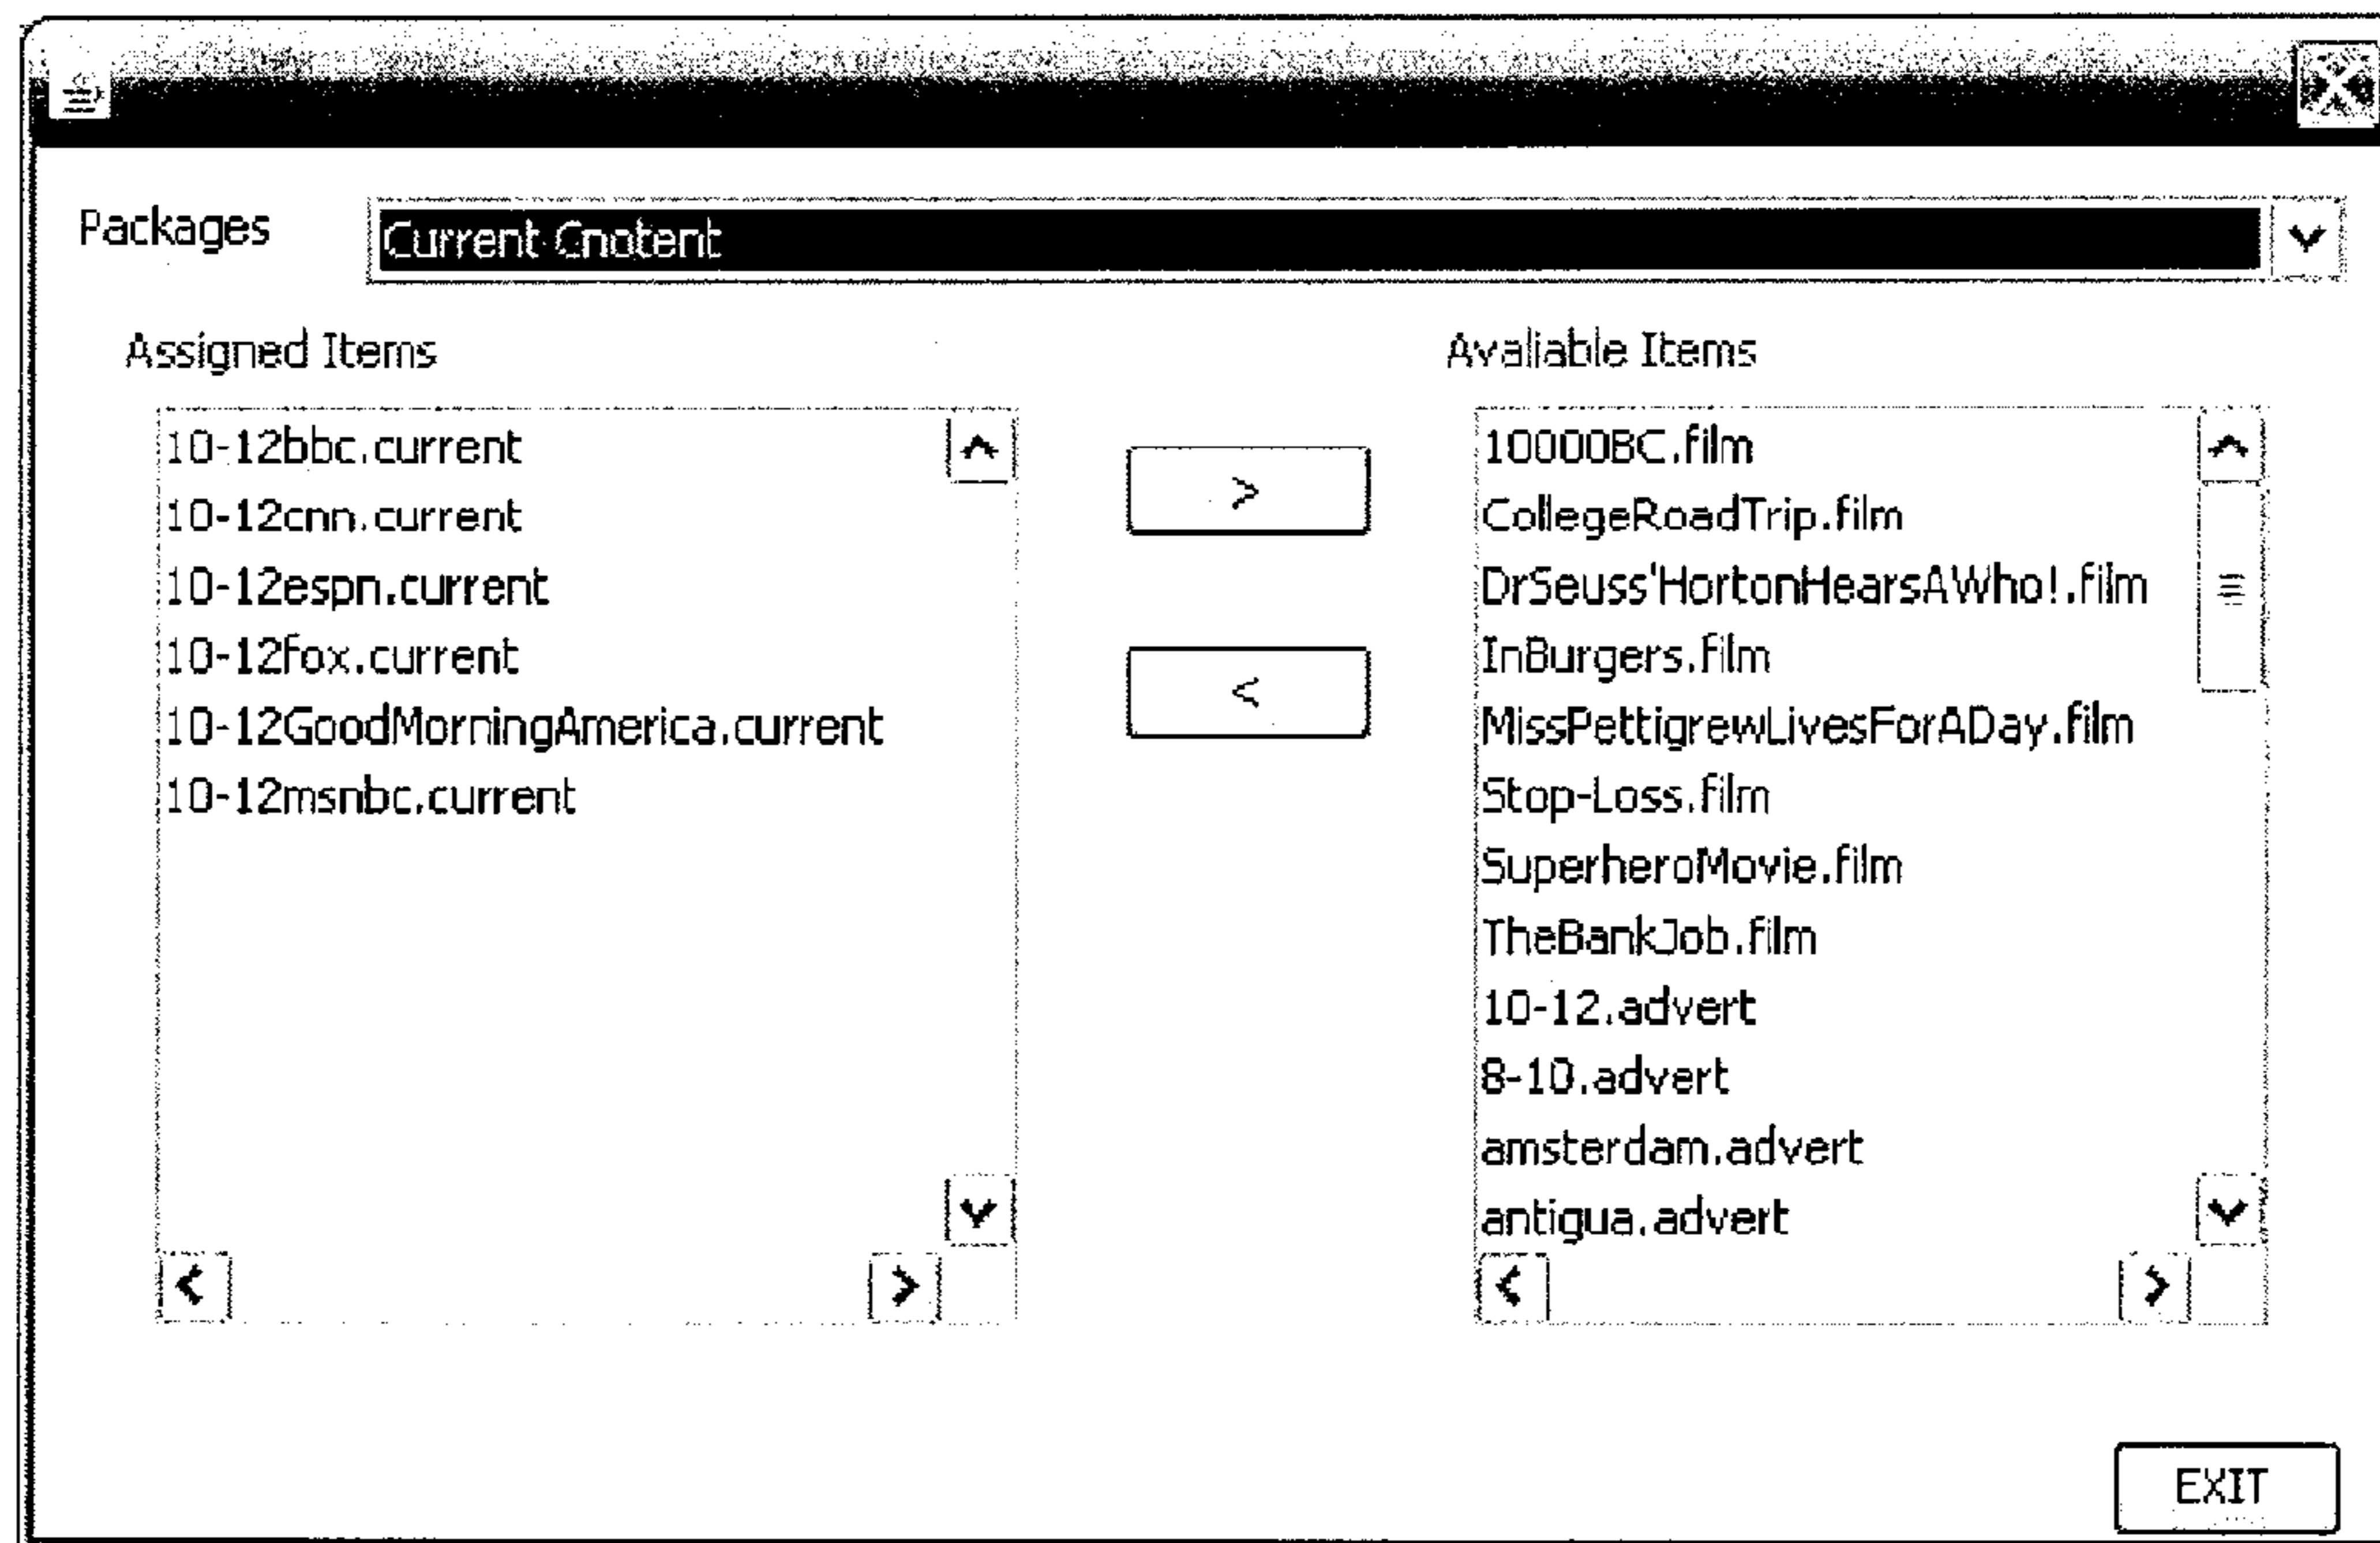 Packages
Current Cnotent
Assigned Items
Avaliable Items
10-12bbc.current
10-12cnn.current
10-12espn.current
10-12fox.current
10-12GoodMorningAmerica.current
10-12msnbc.current
>
<
10000BC.film
CollegeRoadTrip.film
DrSeuss'HortonHearsAWho!.film
InBurgers.film
MissPettigrewLivesForADay.film
Stop-Loss.film
SuperheroMovie.film
TheBankJob.film
10-12.advert
8-10.advert
amsterdam.advert
antigua.advert
EXIT